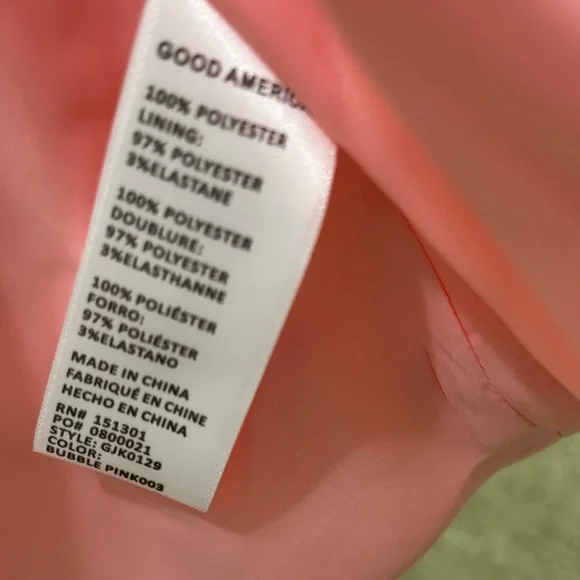 GOOD AMERIC
100% POLYESTER
LINING:
97% POLYESTER
3%ELASTANE
100% POLYESTER
DOUBLURE:
97% POLYESTER
3%ELASTHANNE
100% POLIÉSTER
FORRO:
97% POLIÉSTER
3%ELASTANO
MADE IN CHINA
FABRIQUÉ EN CHINE
HECHO EN CHINA
RN# 151301
PO# 0800021
STYLE: GJK0129
COLOR:
BUBBLE PINK003